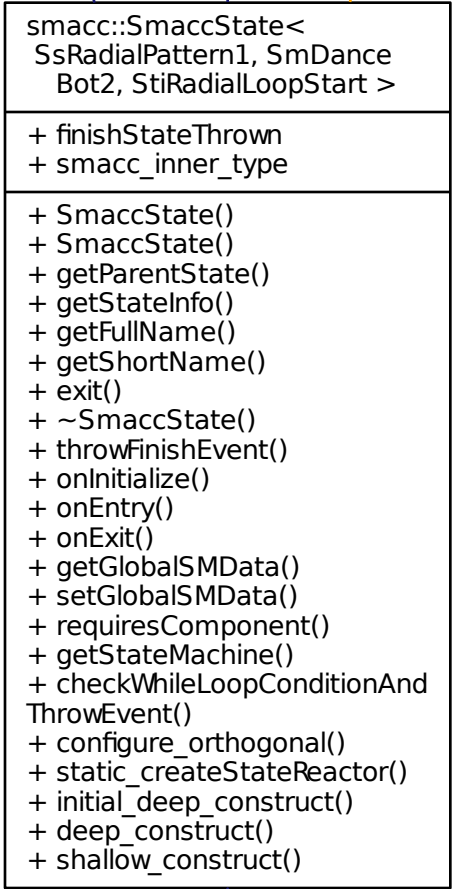 smacc::SmaccState<
SsRadialPattern1, SmDance
Bot2, StiRadialLoopStart >
+ finishStateThrown
+ smacc_inner_type
+ SmaccState()
+ SmaccState()
+ getParentState()
+ getStateInfo()
+ getFullName()
+ getShortName()
+ exit()
+ ~SmaccState()
+ throwFinishEvent()
+ onInitialize()
+ onEntry()
+ onExit()
+ getGlobalSMData()
+ setGlobalSMData()
+ requiresComponent()
+ getStateMachine()
+ checkWhileLoopConditionAnd
ThrowEvent()
+ configure_orthogonal()
+ static_createStateReactor()
+ initial_deep_construct()
+ deep_construct()
+ shallow_construct()